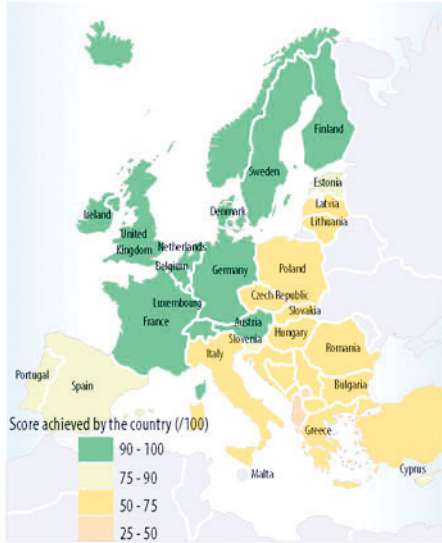 Finland
Sweden
Estonia
Latvia
Lithuania
Denmark
Ireland
United
Kingdom
Netherlands
Belgium
Germany
Poland
Luxembourg
Czech Republic
Slovakia
France
Austria
Hungary
Slovenia
Romania
Italy
Bulgaria
Portugal
Spain
Greece
Malta
Cyprus
Score achieved by the country (/100)
90 - 100
75 - 90
50 - 75
25 - 50